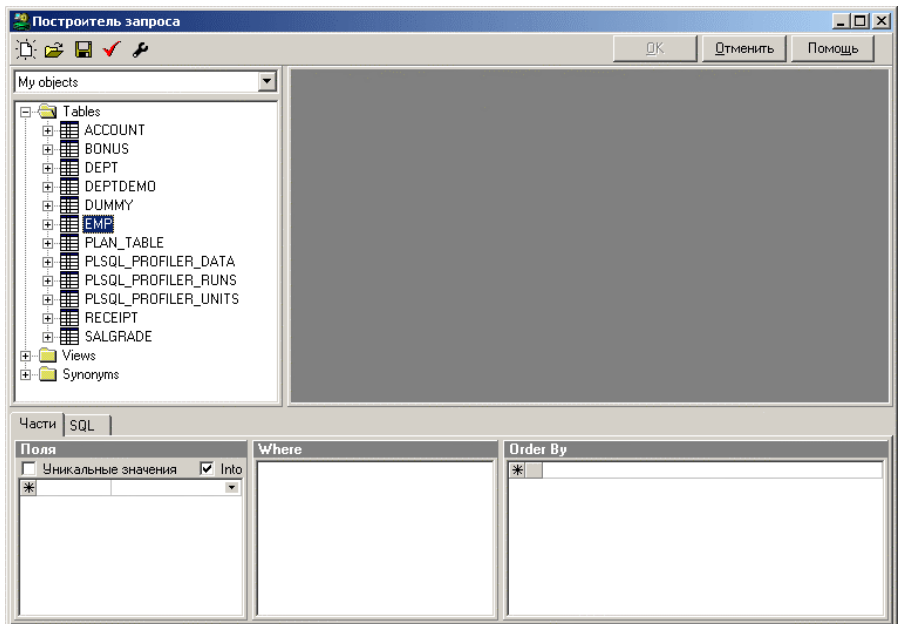 Построитель запроса
OK Отменить Помощь
My objects
Tables
ACCOUNT
BONUS
DEPT
DEPTDEMO
DUMMY
EMP
PLAN_TABLE
PLSQL_PROFILER_DATA
PLSQL_PROFILER_RUNS
PLSQL_PROFILER_UNITS
RECEIPT
SALGRADE
Views
Synonyms
Части SQL
Поля Where Order By
Уникальные значения Into